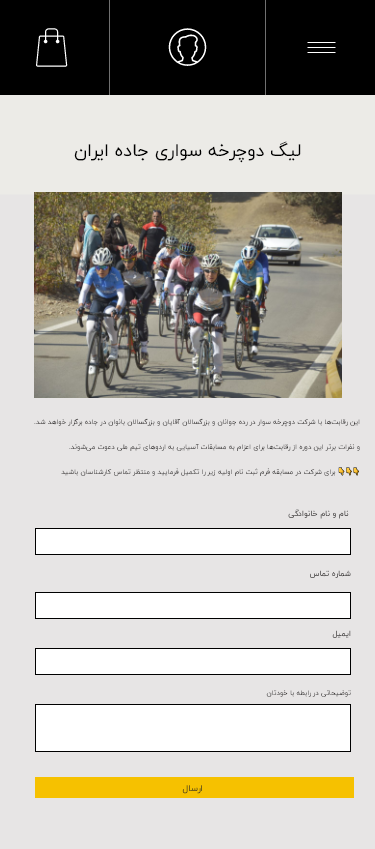 لیگ دوچرخه سواری جاده ایران
این رقابت‌ها با شرکت دوچرخه سوار در رده جوانان و بزرگسالان آقایان و بزرگسالان بانوان در جاده برگزار خواهد شد.
و نفرات برتر این دوره از رقابت‌ها برای اعزام به مسابقات آسیایی به اردوهای تیم ملی دعوت می‌شوند.
👇👇👇 برای شرکت در مسابقه فرم ثبت نام اولیه زیر را تکمیل فرمایید و منتظر تماس کارشناسان باشید
نام و نام خانوادگی
شماره تماس
ایمیل
توضیحاتی در رابطه با خودتان
ارسال